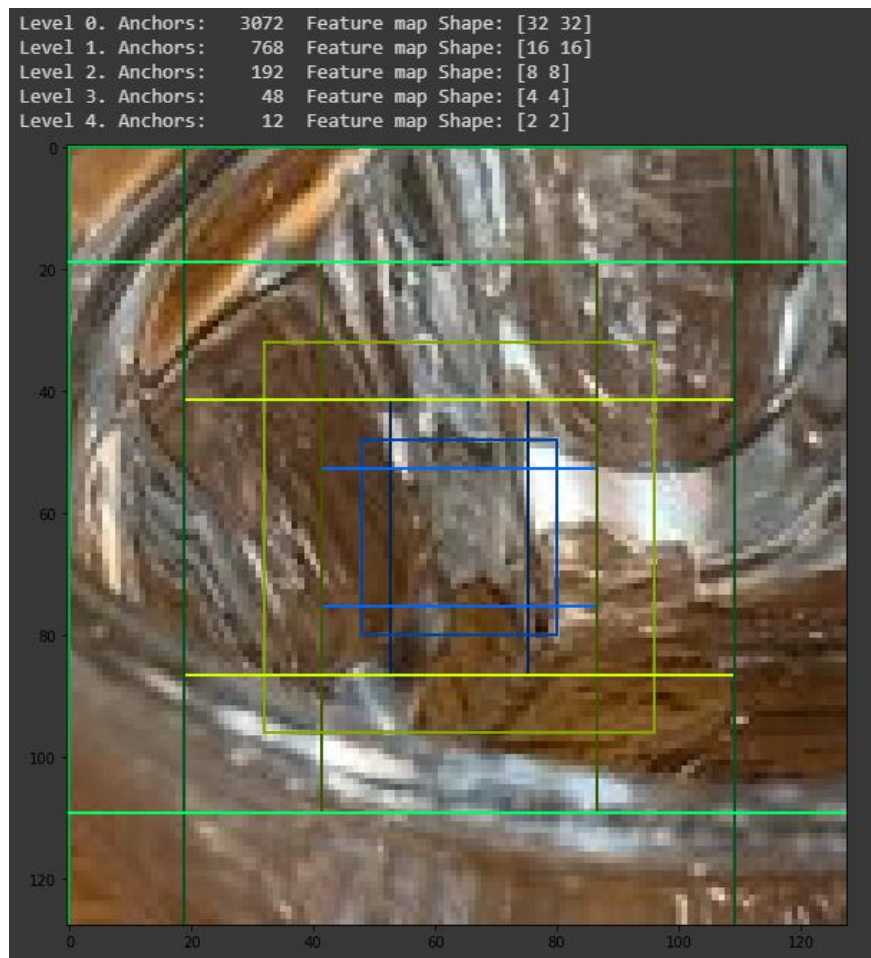 Level 0. Anchors:   3072  Feature map Shape: [32 32]
Level 1. Anchors:    768  Feature map Shape: [16 16]
Level 2. Anchors:    192  Feature map Shape: [8 8]
Level 3. Anchors:     48  Feature map Shape: [4 4]
Level 4. Anchors:     12  Feature map Shape: [2 2]
0
20
40
60
80
100
120
0 20 40 60 80 100 120